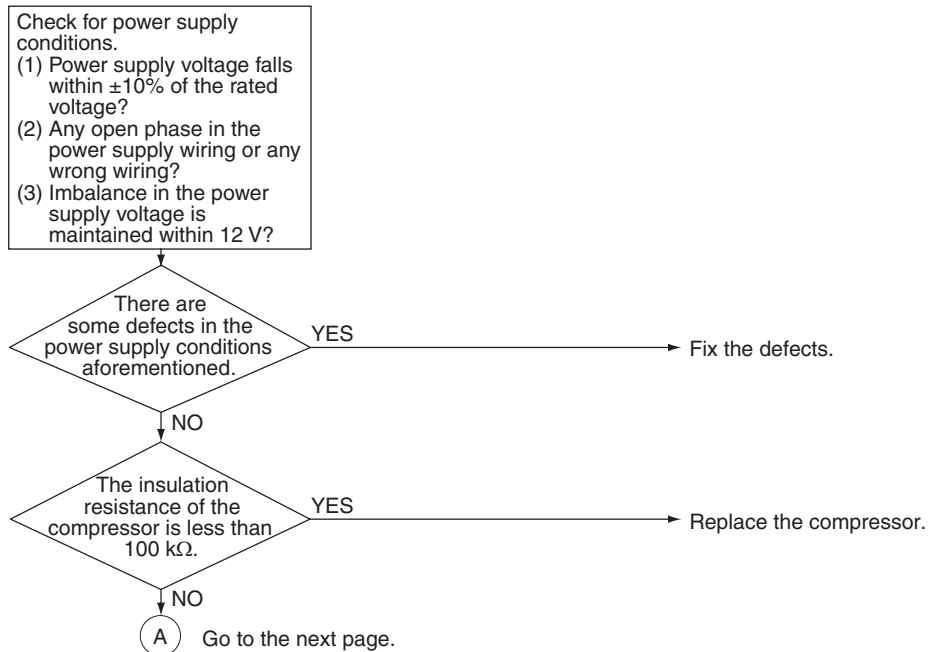 Check for power supply
conditions.
(1) Power supply voltage falls
within ±10% of the rated
voltage?
(2) Any open phase in the
power supply wiring or any
wrong wiring?
(3) Imbalance in the power
supply voltage is
maintained within 12 V?
There are
some defects in the
power supply conditions
aforementioned.
YES
Fix the defects.
NO
The insulation
resistance of the
compressor is less than
100 kΩ.
YES
Replace the compressor.
NO
A
Go to the next page.